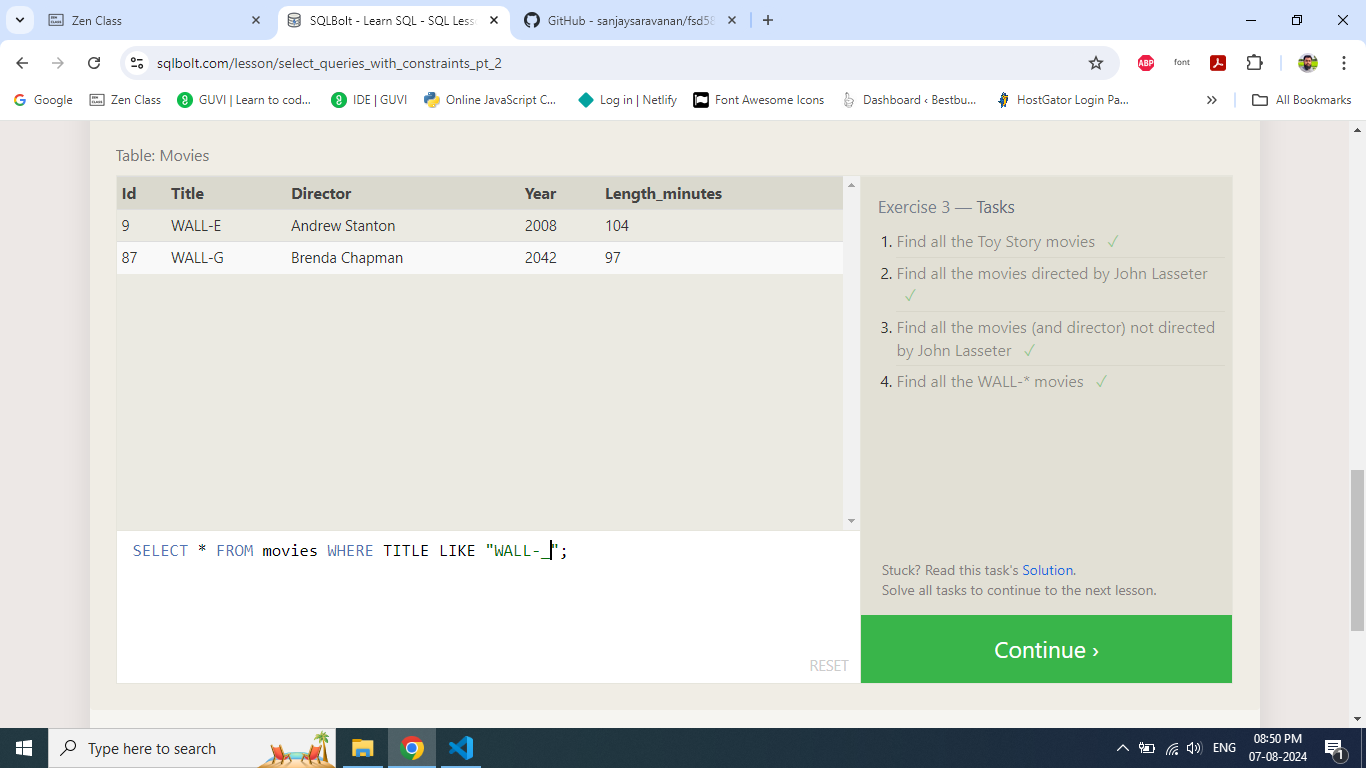 Zen Class
SQLBolt - Learn SQL - SQL Less
GitHub - sanjaysaravanan/fsd58
sqlbolt.com/lesson/select_queries_with_constraints_pt_2
ABP
font
Google
Zen Class
GUVI | Learn to cod...
IDE | GUVI
Online JavaScript C...
Log in | Netlify
Font Awesome Icons
Dashboard ‹ Bestbu...
HostGator Login Pa...
»
All Bookmarks
Table: Movies
Id Title Director Year Length_minutes
9 WALL-E Andrew Stanton 2008 104
87 WALL-G Brenda Chapman 2042 97
SELECT * FROM movies WHERE TITLE LIKE "WALL-_";
RESET
Exercise 3 — Tasks
1. Find all the Toy Story movies ✓
2. Find all the movies directed by John Lasseter
✓
3. Find all the movies (and director) not directed
by John Lasseter ✓
4. Find all the WALL-* movies ✓
Stuck? Read this task's Solution.
Solve all tasks to continue to the next lesson.
Continue ›
Type here to search
ENG
08:50 PM
07-08-2024
1